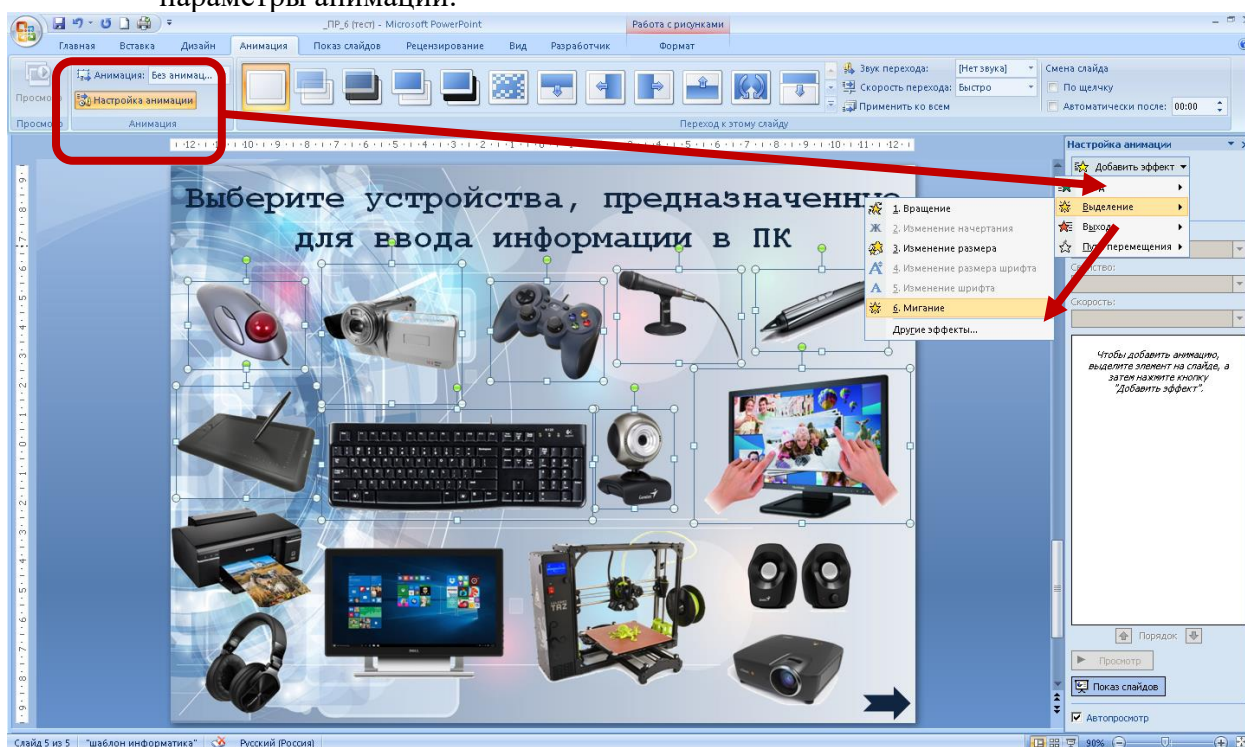 параметры анимации.
_ПР_6 (тест) - Microsoft PowerPoint
Работа с рисунками
Главная Вставка Дизайн Анимация Показ слайдов Рецензирование Вид Разработчик Формат
Анимация: Без анимац...
Настройка анимации
Просмотр
Звук перехода: [Нет звука]
Скорость перехода: Быстро
Применить ко всем
Смена слайда
По щелчку
Автоматически после: 00:00
Анимация
Переход к этому слайду
Настройка анимации
Добавить эффект
Выделение
Выход
Пути перемещения
1. Вращение
2. Изменение начертания
3. Изменение размера
4. Изменение размера шрифта
5. Изменение шрифта
6. Мигание
Другие эффекты...
Скорость:
Чтобы добавить анимацию,
выделите элемент на слайде, а
затем нажмите кнопку
"Добавить эффект".
Выберите устройства, предназначенные
для ввода информации в ПК
TAZ
Порядок
Просмотр
Показ слайдов
Автопросмотр
Слайд 5 из 5 "шаблон информатика" Русский (Россия) 90%